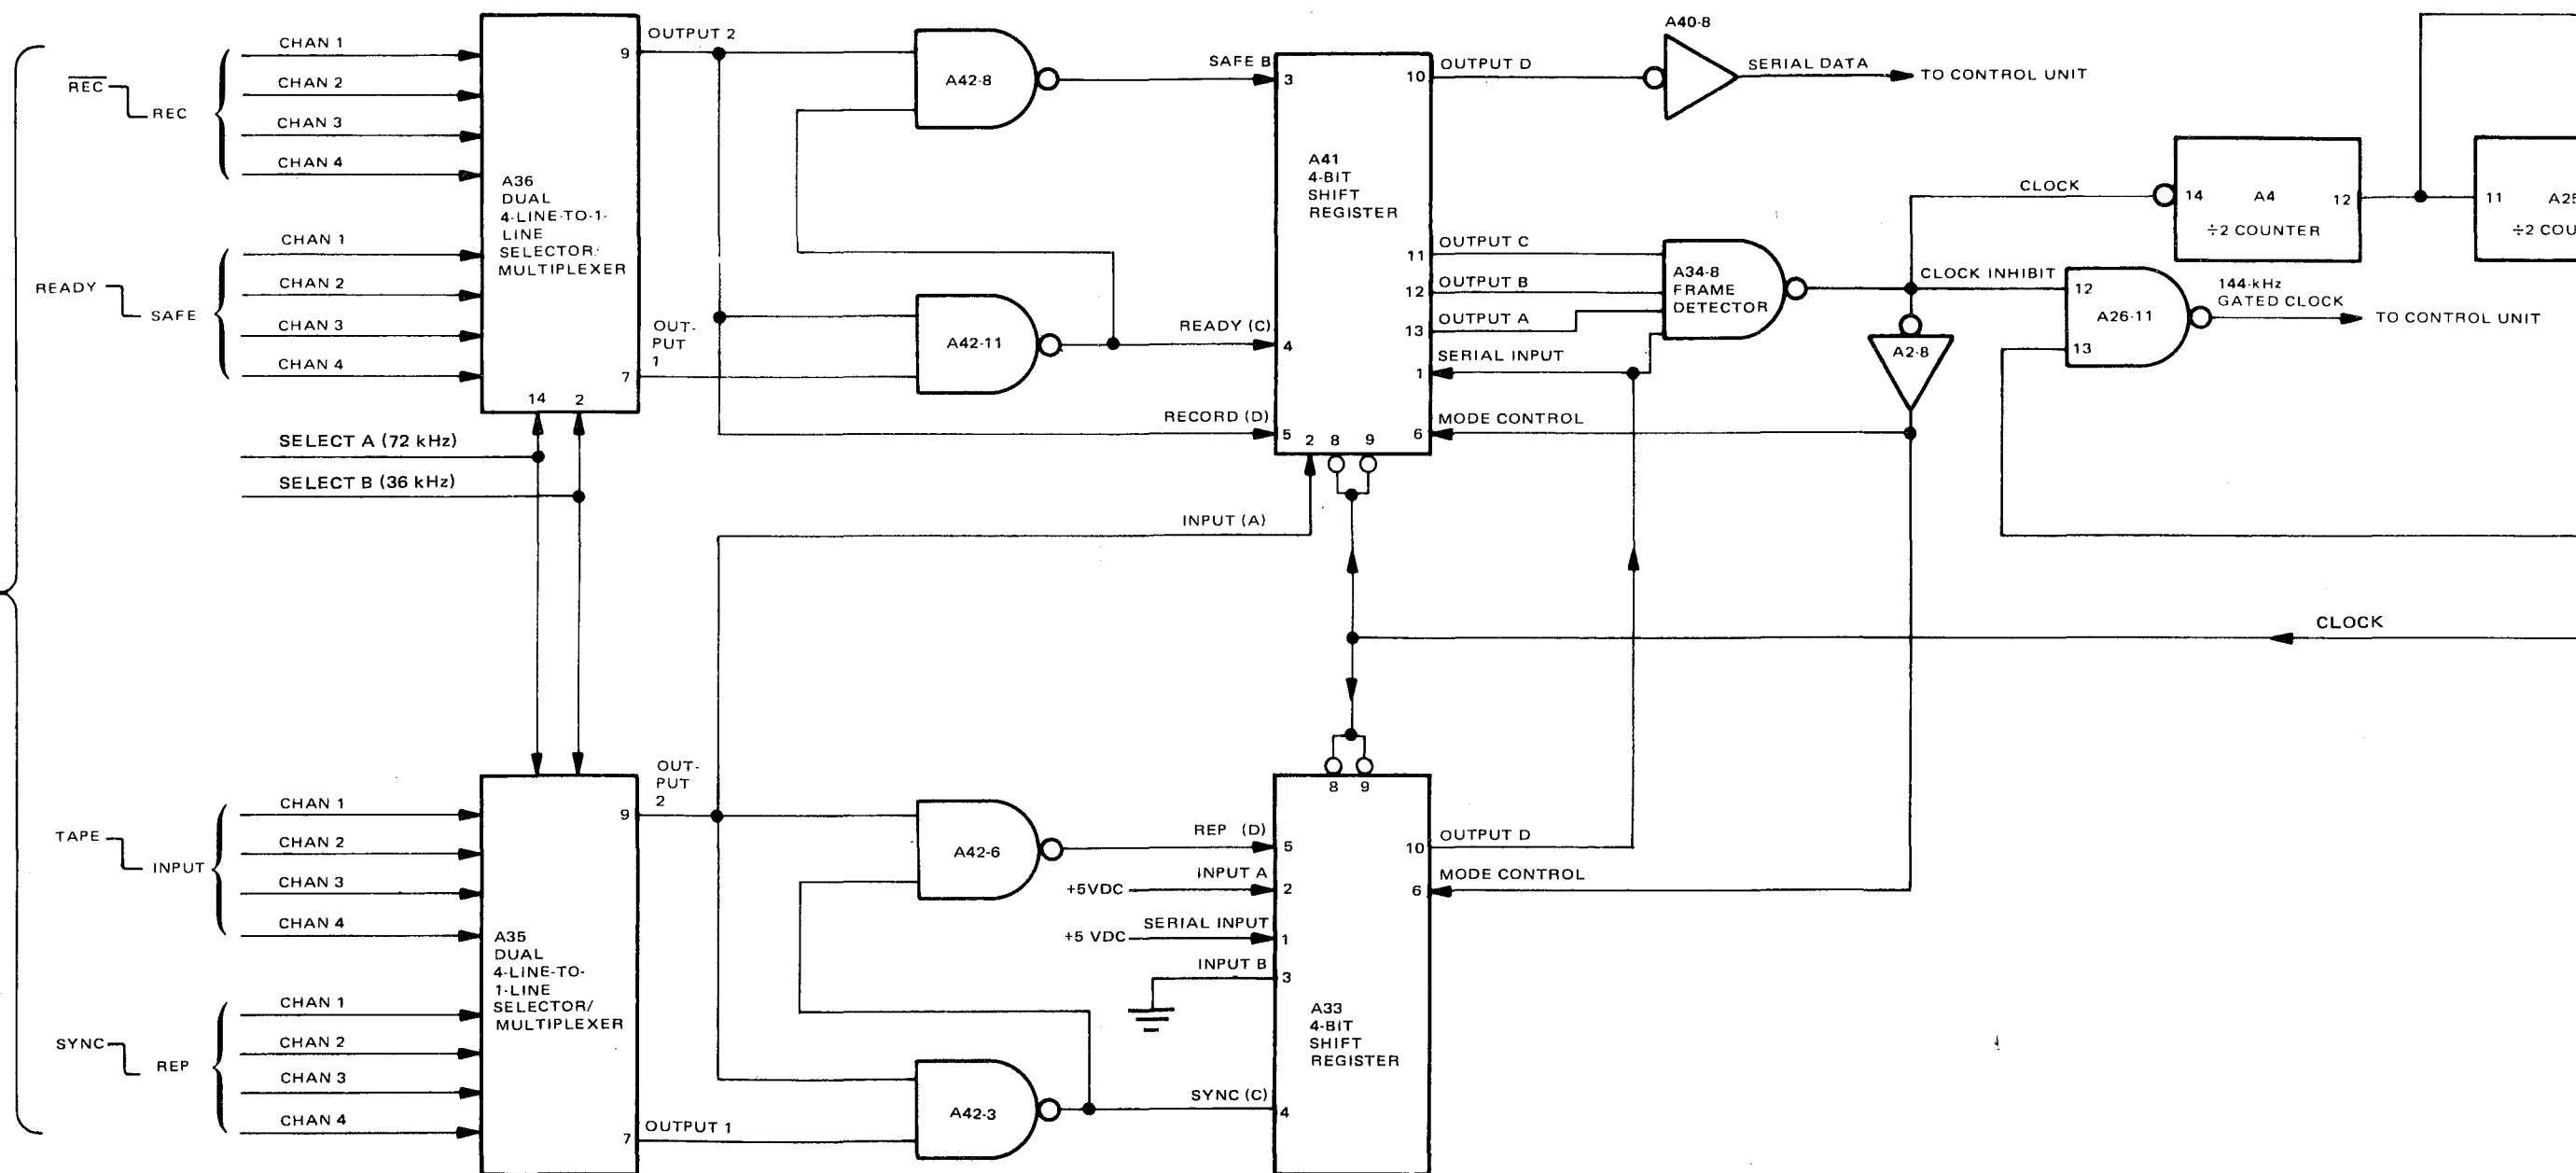 REC
REC
CHAN 1
CHAN 2
CHAN 3
CHAN 4
READY
SAFE
CHAN 1
CHAN 2
CHAN 3
CHAN 4
A36
DUAL
4-LINE-TO-1-
LINE
SELECTOR/
MULTIPLEXER
9
7
14 2
OUTPUT 2
OUT-
PUT
1
SELECT A (72 kHz)
SELECT B (36 kHz)
A42-8
A42-11
SAFE B
READY (C)
RECORD (D)
INPUT (A)
3
4
5
2 8 9
A41
4-BIT
SHIFT
REGISTER
10
11
12
13
1
6
OUTPUT D
OUTPUT C
OUTPUT B
OUTPUT A
SERIAL INPUT
MODE CONTROL
A40-8
SERIAL DATA
TO CONTROL UNIT
A34-8
FRAME
DETECTOR
CLOCK
CLOCK INHIBIT
A2-8
14 A4 12
÷2 COUNTER
11 A25
÷2 COU
12
A26-11
13
144-kHz
GATED CLOCK
TO CONTROL UNIT
CLOCK
TAPE
INPUT
CHAN 1
CHAN 2
CHAN 3
CHAN 4
SYNC
REP
CHAN 1
CHAN 2
CHAN 3
CHAN 4
A35
DUAL
4-LINE-TO-
1-LINE
SELECTOR/
MULTIPLEXER
9
7
OUT-
PUT
2
OUTPUT 1
A42-6
A42-3
REP (D)
INPUT A
+5VDC
SERIAL INPUT
+5 VDC
INPUT B
SYNC (C)
8 9
5
2
1
3
4
A33
4-BIT
SHIFT
REGISTER
10
6
OUTPUT D
MODE CONTROL